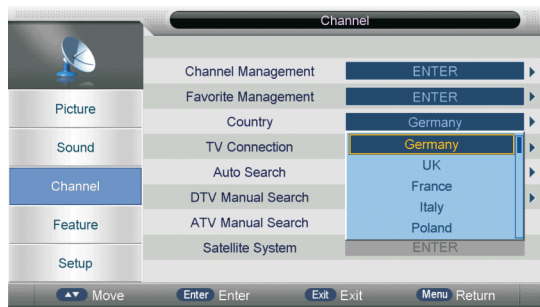 Channel
Channel Management ENTER
Favorite Management ENTER
Country Germany
TV Connection
Auto Search
DTV Manual Search
ATV Manual Search
Satellite System ENTER
Germany
UK
France
Italy
Poland
Picture
Sound
Channel
Feature
Setup
Move Enter Enter Exit Exit Menu Return